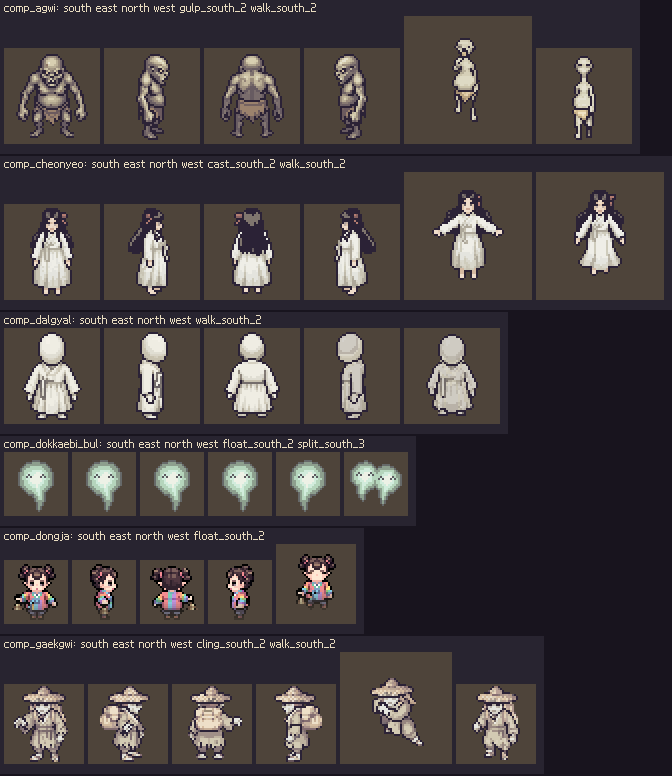 comp_agwi: south east north west gulp_south_2 walk_south_2
comp_cheonyeo: south east north west cast_south_2 walk_south_2
comp_dalgyal: south east north west walk_south_2
comp_dokkaebi_bul: south east north west float_south_2 split_south_3
comp_dongja: south east north west float_south_2
comp_gaekgwi: south east north west cling_south_2 walk_south_2